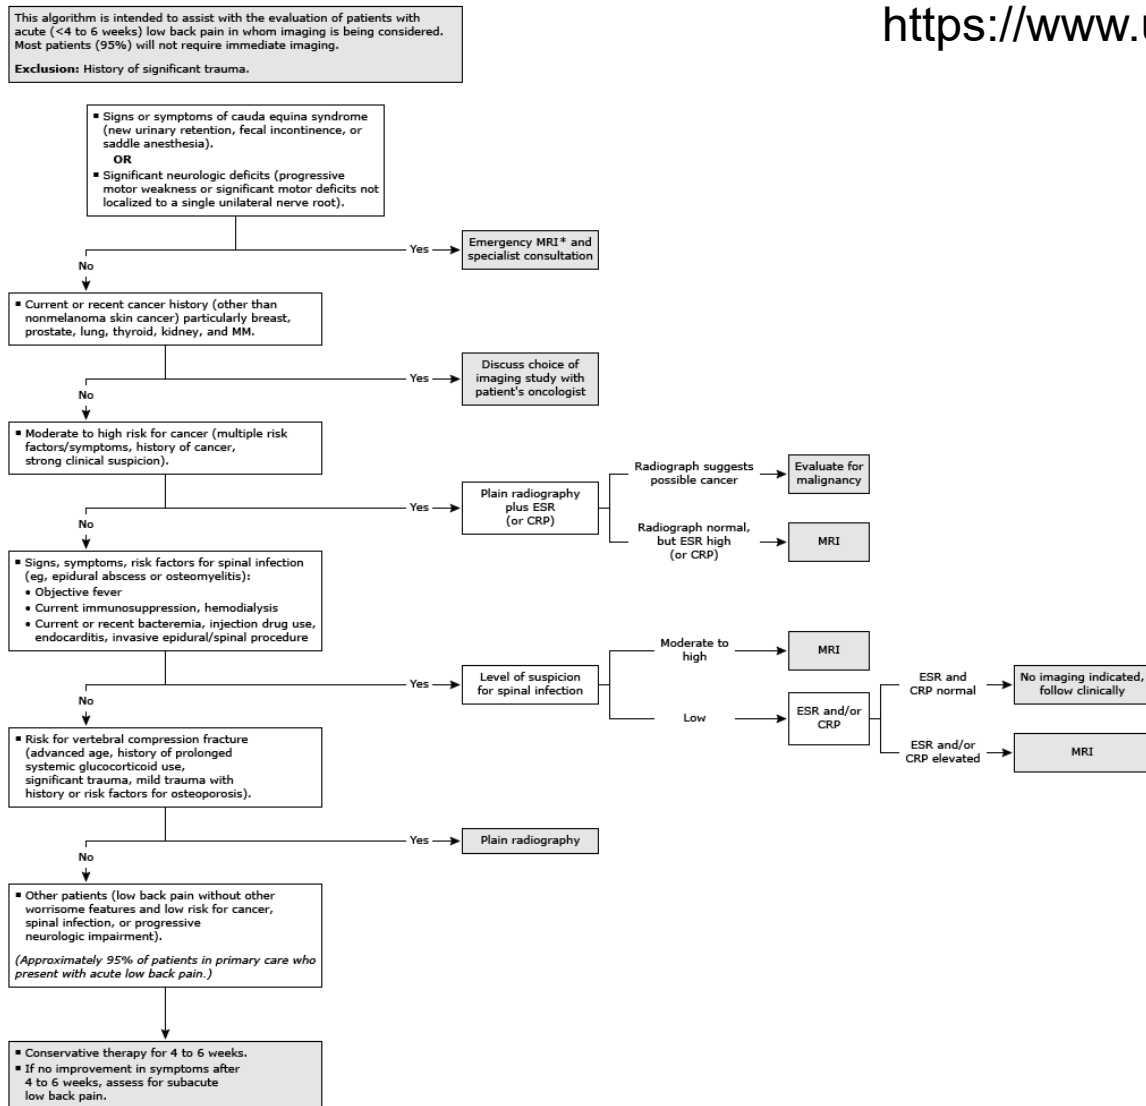 This algorithm is intended to assist with the evaluation of patients with
acute (<4 to 6 weeks) low back pain in whom imaging is being considered.
Most patients (95%) will not require immediate imaging.
Exclusion: History of significant trauma.
https://www.u
▪ Signs or symptoms of cauda equina syndrome
(new urinary retention, fecal incontinence, or
saddle anesthesia).
OR
▪ Significant neurologic deficits (progressive
motor weakness or significant motor deficits not
localized to a single unilateral nerve root).
Yes
Emergency MRI* and
specialist consultation
No
▪ Current or recent cancer history (other than
nonmelanoma skin cancer) particularly breast,
prostate, lung, thyroid, kidney, and MM.
Yes
Discuss choice of
imaging study with
patient's oncologist
No
▪ Moderate to high risk for cancer (multiple risk
factors/symptoms, history of cancer,
strong clinical suspicion).
Yes
Plain radiography
plus ESR
(or CRP)
Radiograph suggests
possible cancer
Evaluate for
malignancy
Radiograph normal,
but ESR high
(or CRP)
MRI
No
▪ Signs, symptoms, risk factors for spinal infection
(eg, epidural abscess or osteomyelitis):
• Objective fever
• Current immunosuppression, hemodialysis
• Current or recent bacteremia, injection drug use,
endocarditis, invasive epidural/spinal procedure
Yes
Level of suspicion
for spinal infection
Moderate to
high
MRI
Low
ESR and/or
CRP
ESR and
CRP normal
No imaging indicated,
follow clinically
ESR and/or
CRP elevated
MRI
No
▪ Risk for vertebral compression fracture
(advanced age, history of prolonged
systemic glucocorticoid use,
significant trauma, mild trauma with
history or risk factors for osteoporosis).
Yes
Plain radiography
No
▪ Other patients (low back pain without other
worrisome features and low risk for cancer,
spinal infection, or progressive
neurologic impairment).
(Approximately 95% of patients in primary care who
present with acute low back pain.)
▪ Conservative therapy for 4 to 6 weeks.
▪ If no improvement in symptoms after
4 to 6 weeks, assess for subacute
low back pain.